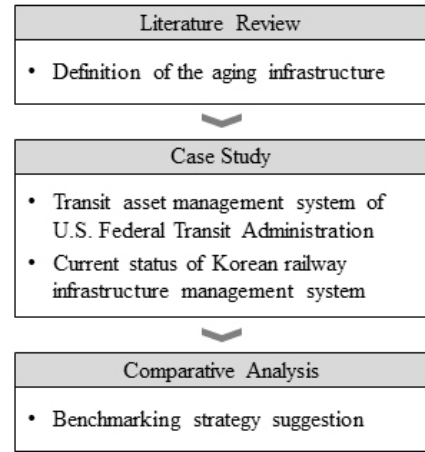 Literature Review
• Definition of the aging infrastructure
Case Study
• Transit asset management system of
U.S. Federal Transit Administration
• Current status of Korean railway
infrastructure management system
Comparative Analysis
• Benchmarking strategy suggestion